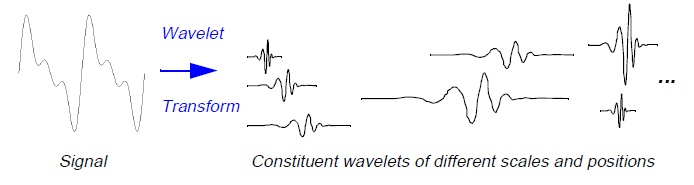 Wavelet
Transform
...
Signal
Constituent wavelets of different scales and positions